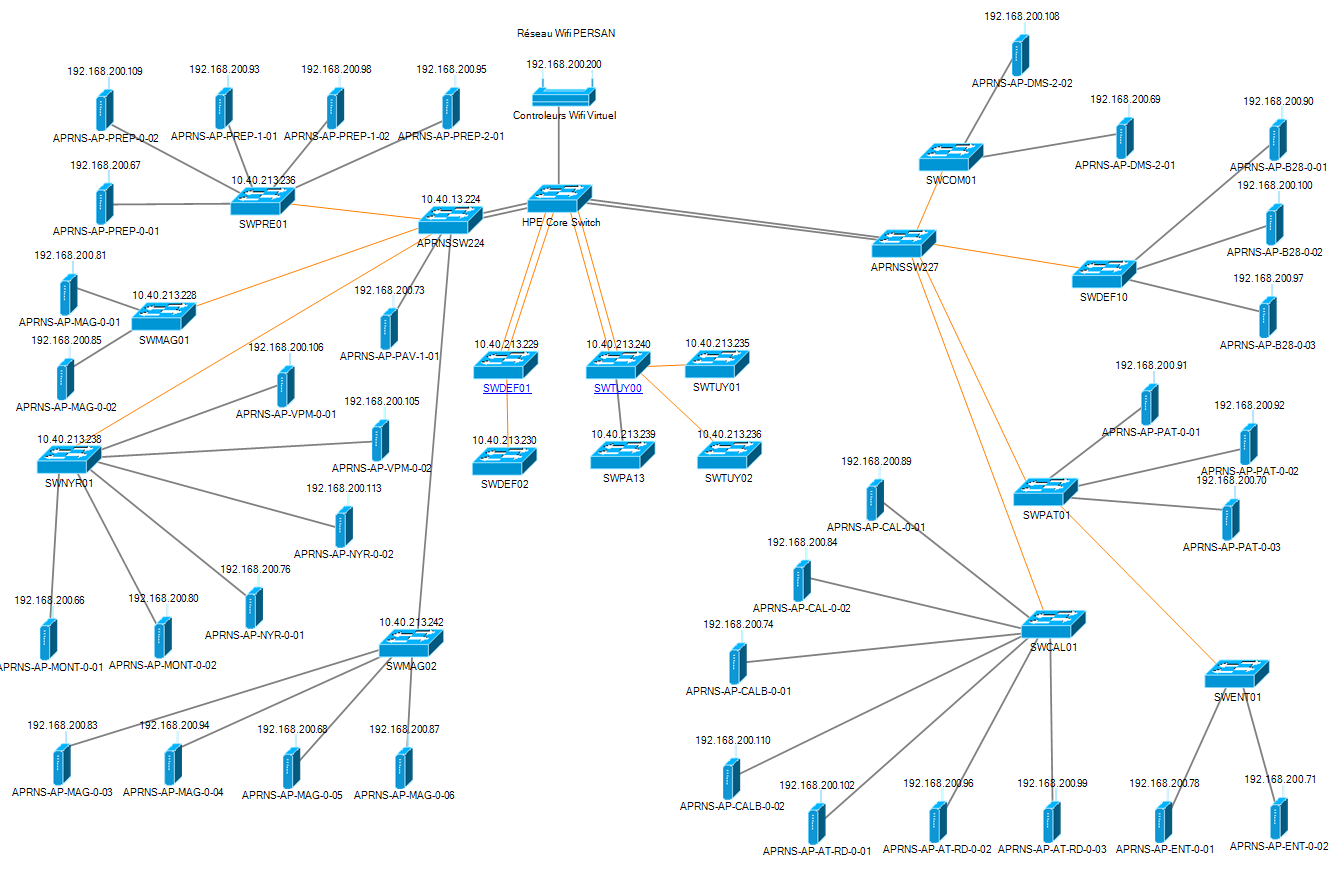 192.168.200.108
Réseau Wifi PERSAN
192.168.200.200
192.168.200.109
192.168.200.93
192.168.200.98
192.168.200.95
APRNS-AP-DMS-2-02
192.168.200.69
192.168.200.90
Controleurs Wifi Virtuel
APRNS-AP-PREP-0-02
APRNS-AP-PREP-1-01
APRNS-AP-PREP-1-02
APRNS-AP-PREP-2-01
192.168.200.67
APRNS-AP-DMS-2-01
APRNS-AP-B28-0-01
10.40.213.236
SWCOM01
192.168.200.100
10.40.13.224
SWPRE01
HPE Core Switch
APRNS-AP-PREP-0-01
APRNSSW224
APRNS-AP-B28-0-02
192.168.200.81
APRNSSW227
192.168.200.97
10.40.213.228
192.168.200.73
SWDEF10
APRNS-AP-MAG-0-01
192.168.200.85
SWMAG01
192.168.200.106
APRNS-AP-PAV-1-01
10.40.213.229
10.40.213.240
10.40.213.235
APRNS-AP-B28-0-03
192.168.200.91
SWDEF01
SWTUY00
SWTUY01
APRNS-AP-MAG-0-02
APRNS-AP-VPM-0-01
192.168.200.105
192.168.200.92
10.40.213.238
10.40.213.230
10.40.213.239
10.40.213.236
APRNS-AP-PAT-0-01
APRNS-AP-VPM-0-02
192.168.200.89
APRNS-AP-PAT-0-02
SWNYR01
192.168.200.113
SWDEF02
SWPA13
SWTUY02
192.168.200.70
SWPAT01
APRNS-AP-CAL-0-01
192.168.200.84
APRNS-AP-NYR-0-02
APRNS-AP-PAT-0-03
192.168.200.76
192.168.200.66
192.168.200.80
APRNS-AP-CAL-0-02
10.40.213.242
192.168.200.74
APRNS-AP-NYR-0-01
SWCAL01
APRNS-AP-MONT-0-01
APRNS-AP-MONT-0-02
SWMAG02
APRNS-AP-CALB-0-01
SWENT01
192.168.200.83
192.168.200.94
192.168.200.68
192.168.200.87
192.168.200.110
192.168.200.102
192.168.200.96
192.168.200.99
192.168.200.78
192.168.200.71
APRNS-AP-MAG-0-03
APRNS-AP-MAG-0-04
APRNS-AP-MAG-0-05
APRNS-AP-MAG-0-06
APRNS-AP-CALB-0-02
APRNS-AP-AT-RD-0-01
APRNS-AP-AT-RD-0-02
APRNS-AP-AT-RD-0-03
APRNS-AP-ENT-0-01
APRNS-AP-ENT-0-02